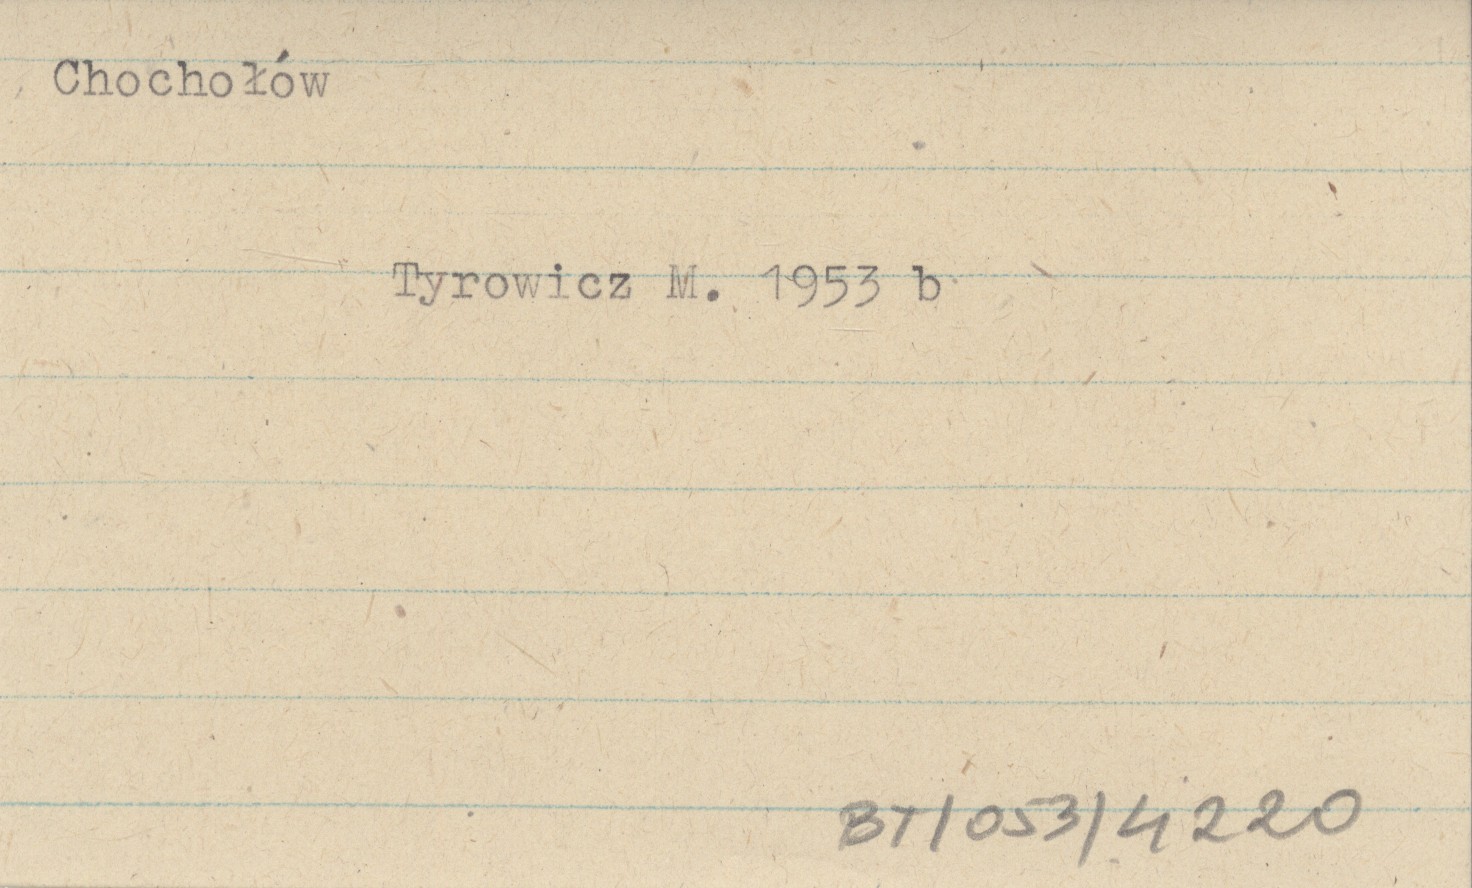 Chochołów
Tyrowicz M. 1953 b
BT/053/4220